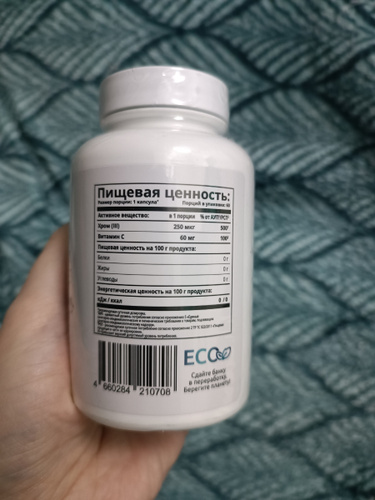 Пищевая ценность:
Размер порции: 1 капсула* Порций в упаковке: 60
Активное вещество: в 1 порции % от АУП/РСП*
Хром (III) 250 мкг 500*
Витамин С 60 мг 100*
Пищевая ценность на 100 г продукта:
Белки 0 г
Жиры 0 г
Углеводы 0 г
Энергетическая ценность на 100 г продукта:
кДж / ккал 0 / 0
4 660284 210708
ECO
Сдайте банку
в переработку.
Берегите планету!